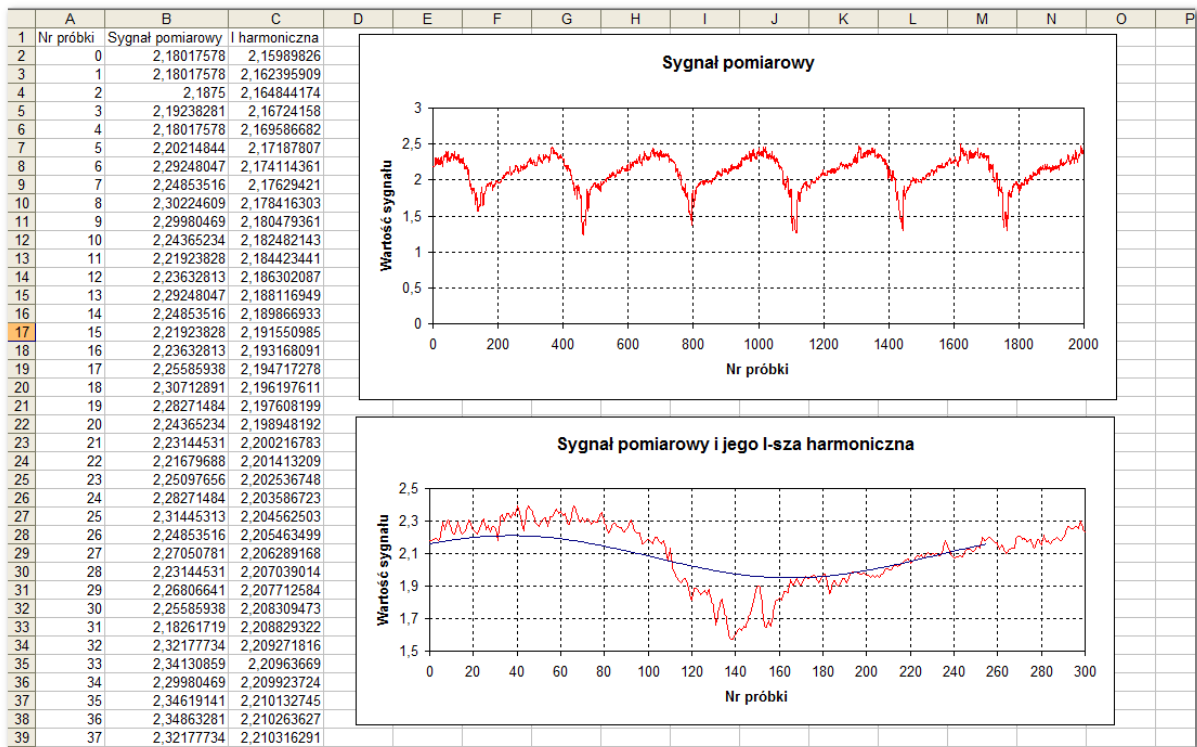 A B C D E F G H I J K L M N O P
1 Nr próbki Sygnał pomiarowy I harmoniczna
2 0 2,18017578 2,15989826
3 1 2,18017578 2,162395909
4 2 2,1875 2,164844174
5 3 2,19238281 2,16724158
6 4 2,18017578 2,169586682
7 5 2,20214844 2,17187807
8 6 2,29248047 2,174114361
9 7 2,24853516 2,17629421
10 8 2,30224609 2,178416303
11 9 2,29980469 2,180479361
12 10 2,24365234 2,182482143
13 11 2,21923828 2,184423441
14 12 2,23632813 2,186302087
15 13 2,29248047 2,188116949
16 14 2,24853516 2,189866933
17 15 2,21923828 2,191550985
18 16 2,23632813 2,193168091
19 17 2,25585938 2,194717278
20 18 2,30712891 2,196197611
21 19 2,28271484 2,197608199
22 20 2,24365234 2,198948192
23 21 2,23144531 2,200216783
24 22 2,21679688 2,201413209
25 23 2,25097656 2,202536748
26 24 2,28271484 2,203586723
27 25 2,31445313 2,204562503
28 26 2,24853516 2,205463499
29 27 2,27050781 2,206289168
30 28 2,23144531 2,207039014
31 29 2,26806641 2,207712584
32 30 2,25585938 2,208309473
33 31 2,18261719 2,208829322
34 32 2,32177734 2,209271816
35 33 2,34130859 2,20963669
36 34 2,29980469 2,209923724
37 35 2,34619141 2,210132745
38 36 2,34863281 2,210263627
39 37 2,32177734 2,210316291
Sygnał pomiarowy
Wartość sygnału
3
2,5
2
1,5
1
0,5
0
0 200 400 600 800 1000 1200 1400 1600 1800 2000
Nr próbki
Sygnał pomiarowy i jego I-sza harmoniczna
Wartość sygnału
2,5
2,3
2,1
1,9
1,7
1,5
0 20 40 60 80 100 120 140 160 180 200 220 240 260 280 300
Nr próbki